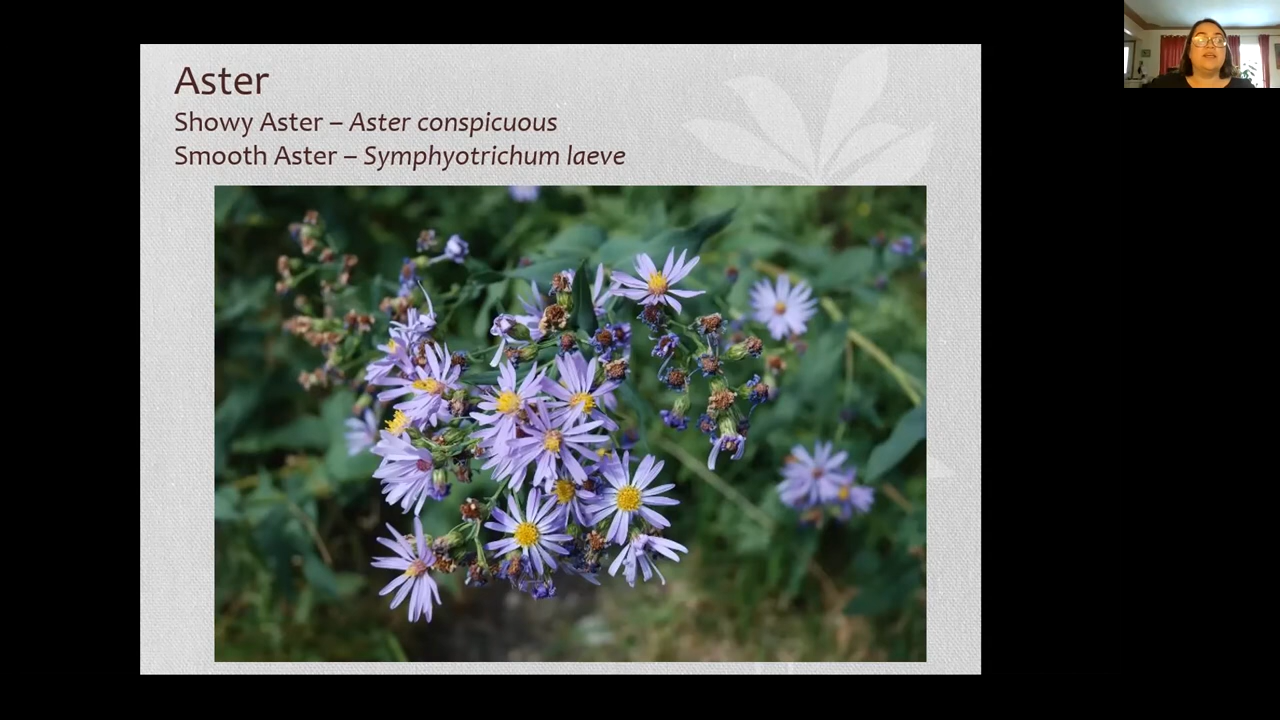 Aster
Showy Aster – Aster conspicuous
Smooth Aster – Symphyotrichum laeve